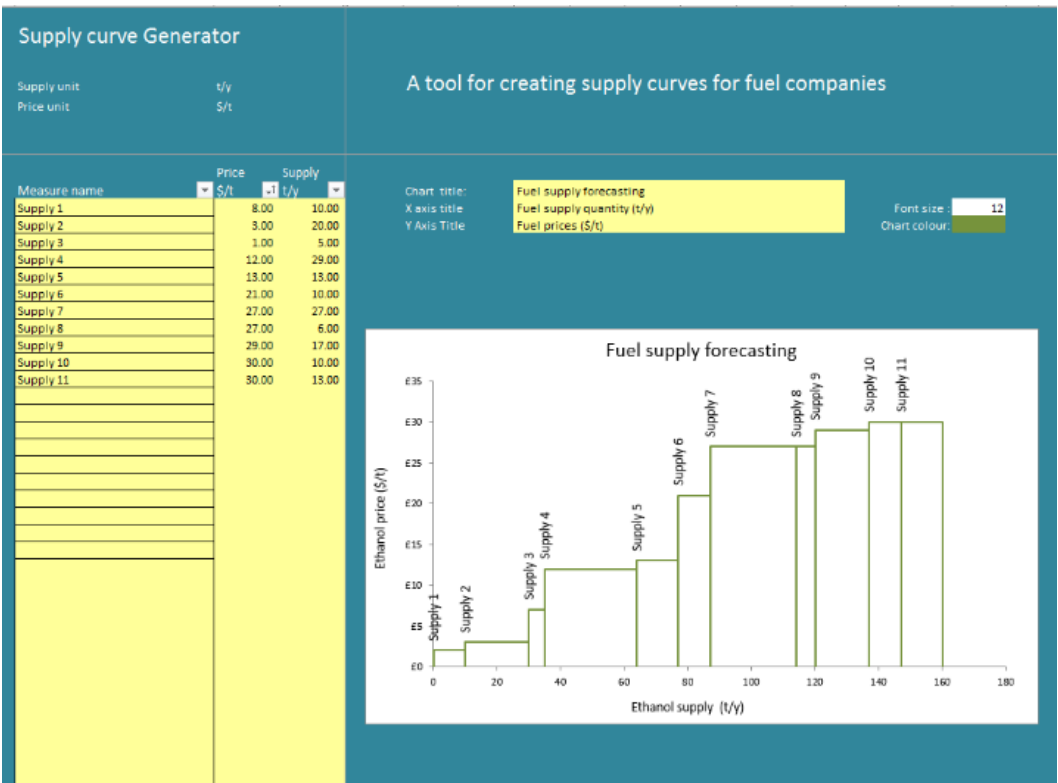 Supply curve Generator
A tool for creating supply curves for fuel companies
Supply unit t/y
Price unit $/t
Price Supply
Measure name $/t t/y
Supply 1 8.00 10.00
Supply 2 3.00 20.00
Supply 3 1.00 5.00
Supply 4 12.00 29.00
Supply 5 13.00 13.00
Supply 6 21.00 10.00
Supply 7 27.00 27.00
Supply 8 27.00 6.00
Supply 9 29.00 17.00
Supply 10 30.00 10.00
Supply 11 30.00 13.00
Chart title: Fuel supply forecasting
X axis title Fuel supply quantity (t/y)
Y Axis Title Fuel prices ($/t)
Font size : 12
Chart colour:
Fuel supply forecasting
Ethanol price ($/t)
£35
£30
£25
£20
£15
£10
£5
£0
Supply 1
Supply 2
Supply 3
Supply 4
Supply 5
Supply 6
Supply 7
Supply 8
Supply 9
Supply 10
Supply 11
0 20 40 60 80 100 120 140 160 180
Ethanol supply (t/y)